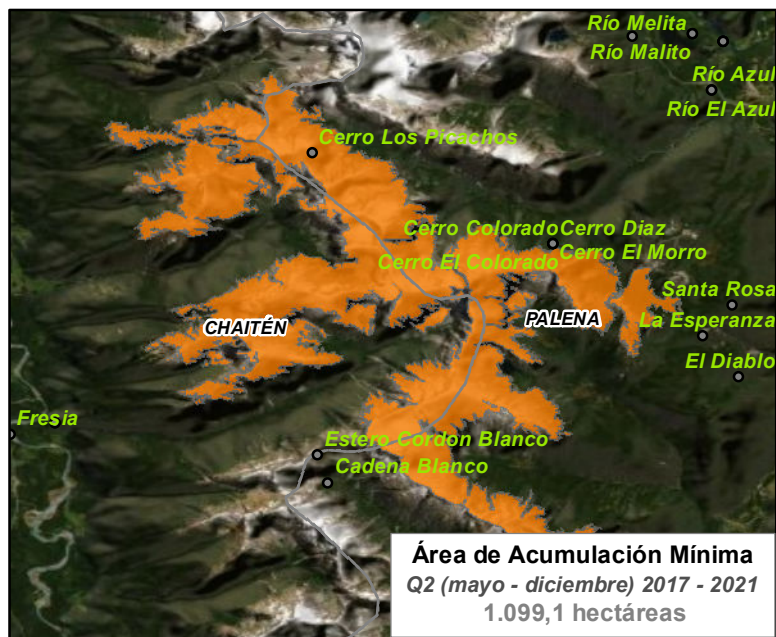 Río Melita
Río Malito
Río Azul
Río El Azul
Cerro Los Picachos
Cerro Colorado
Cerro Diaz
Cerro El Colorado
Cerro El Morro
Santa Rosa
CHAITÉN
PALENA
La Esperanza
El Diablo
Fresia
Estero Cordon Blanco
Cadena Blanco
Área de Acumulación Mínima
Q2 (mayo - diciembre) 2017 - 2021
1.099,1 hectáreas